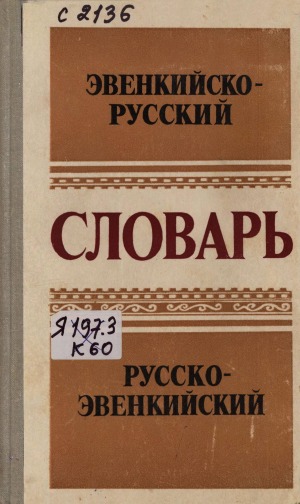 с 2136
ЭВЕНКИЙСКО-
РУССКИЙ
СЛОВАРЬ
Я 197.3
К 60
РУССКО-
ЭВЕНКИЙСКИЙ